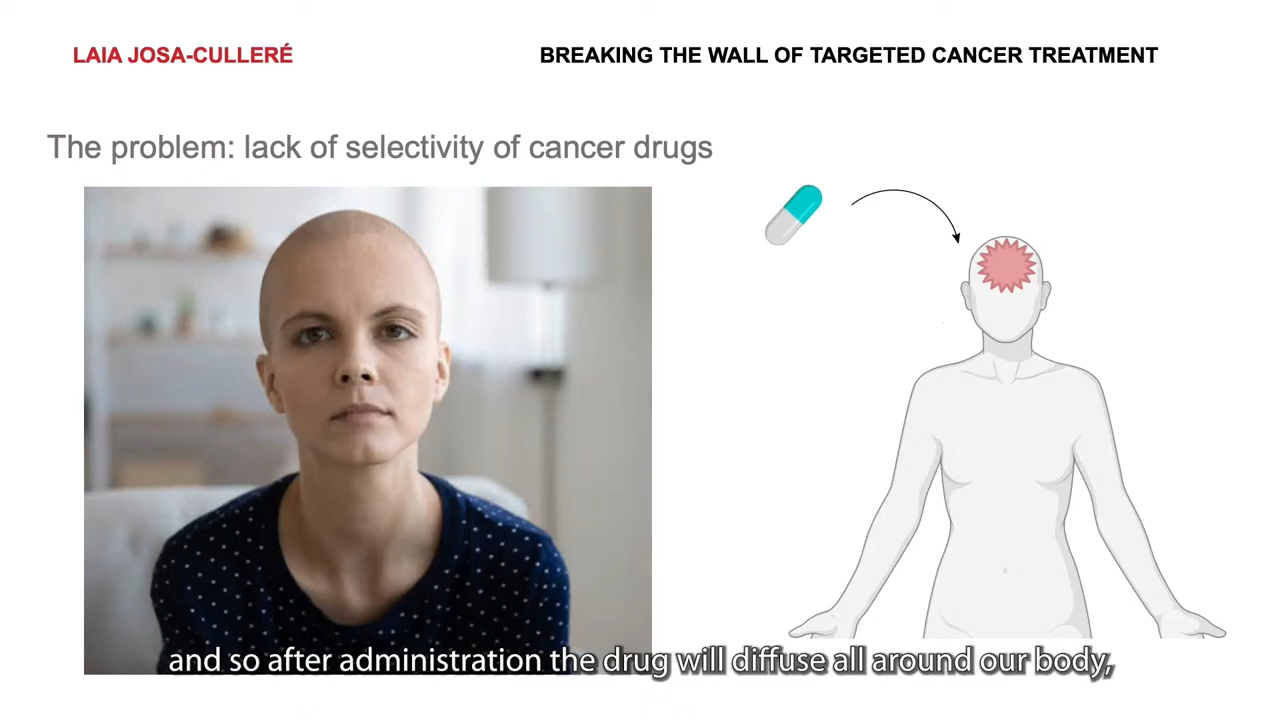 LAIA JOSA-CULLERÉ
BREAKING THE WALL OF TARGETED CANCER TREATMENT
The problem: lack of selectivity of cancer drugs
and so after administration the drug will diffuse all around our body,